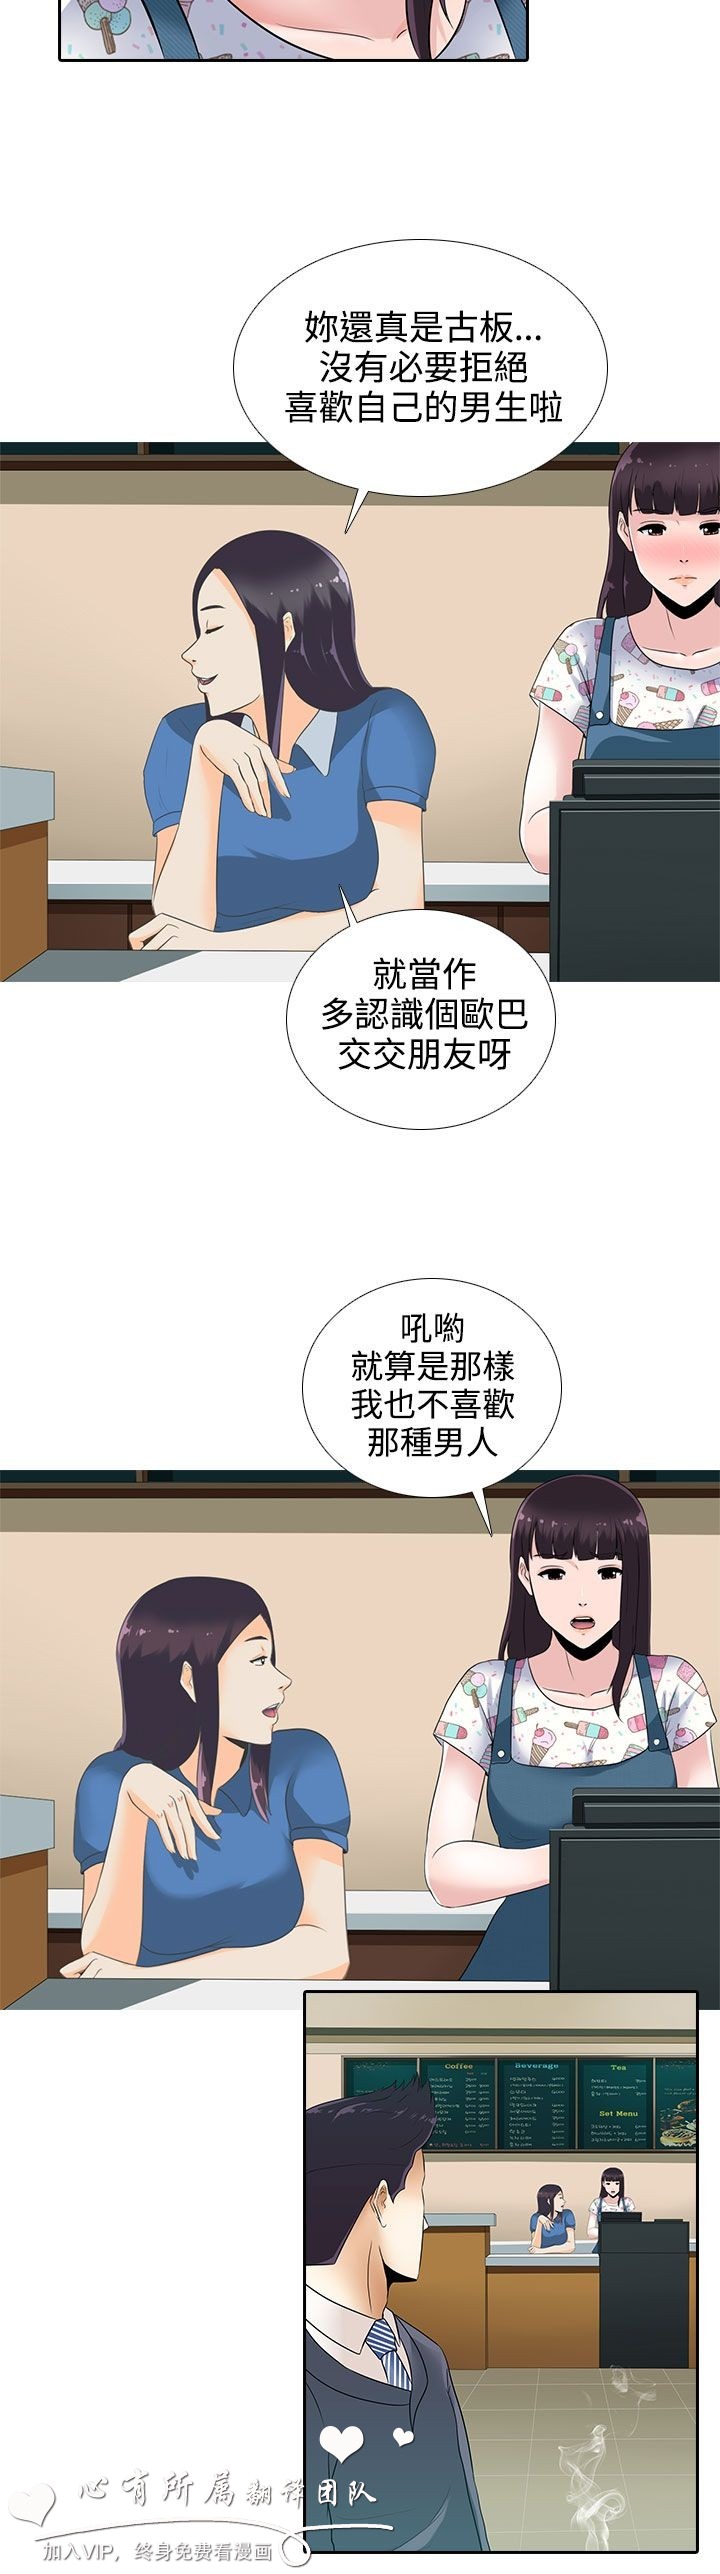 妳還真是古板…
沒有必要拒絕
喜歡自己的男生啦
就當作
多認識個歐巴
交交朋友呀
吼喲
就算是那樣
我也不喜歡
那種男人
Coffee
Beverage
Tea
Set Menu
心有所属翻译团队
加入VIP，终身免费看漫画